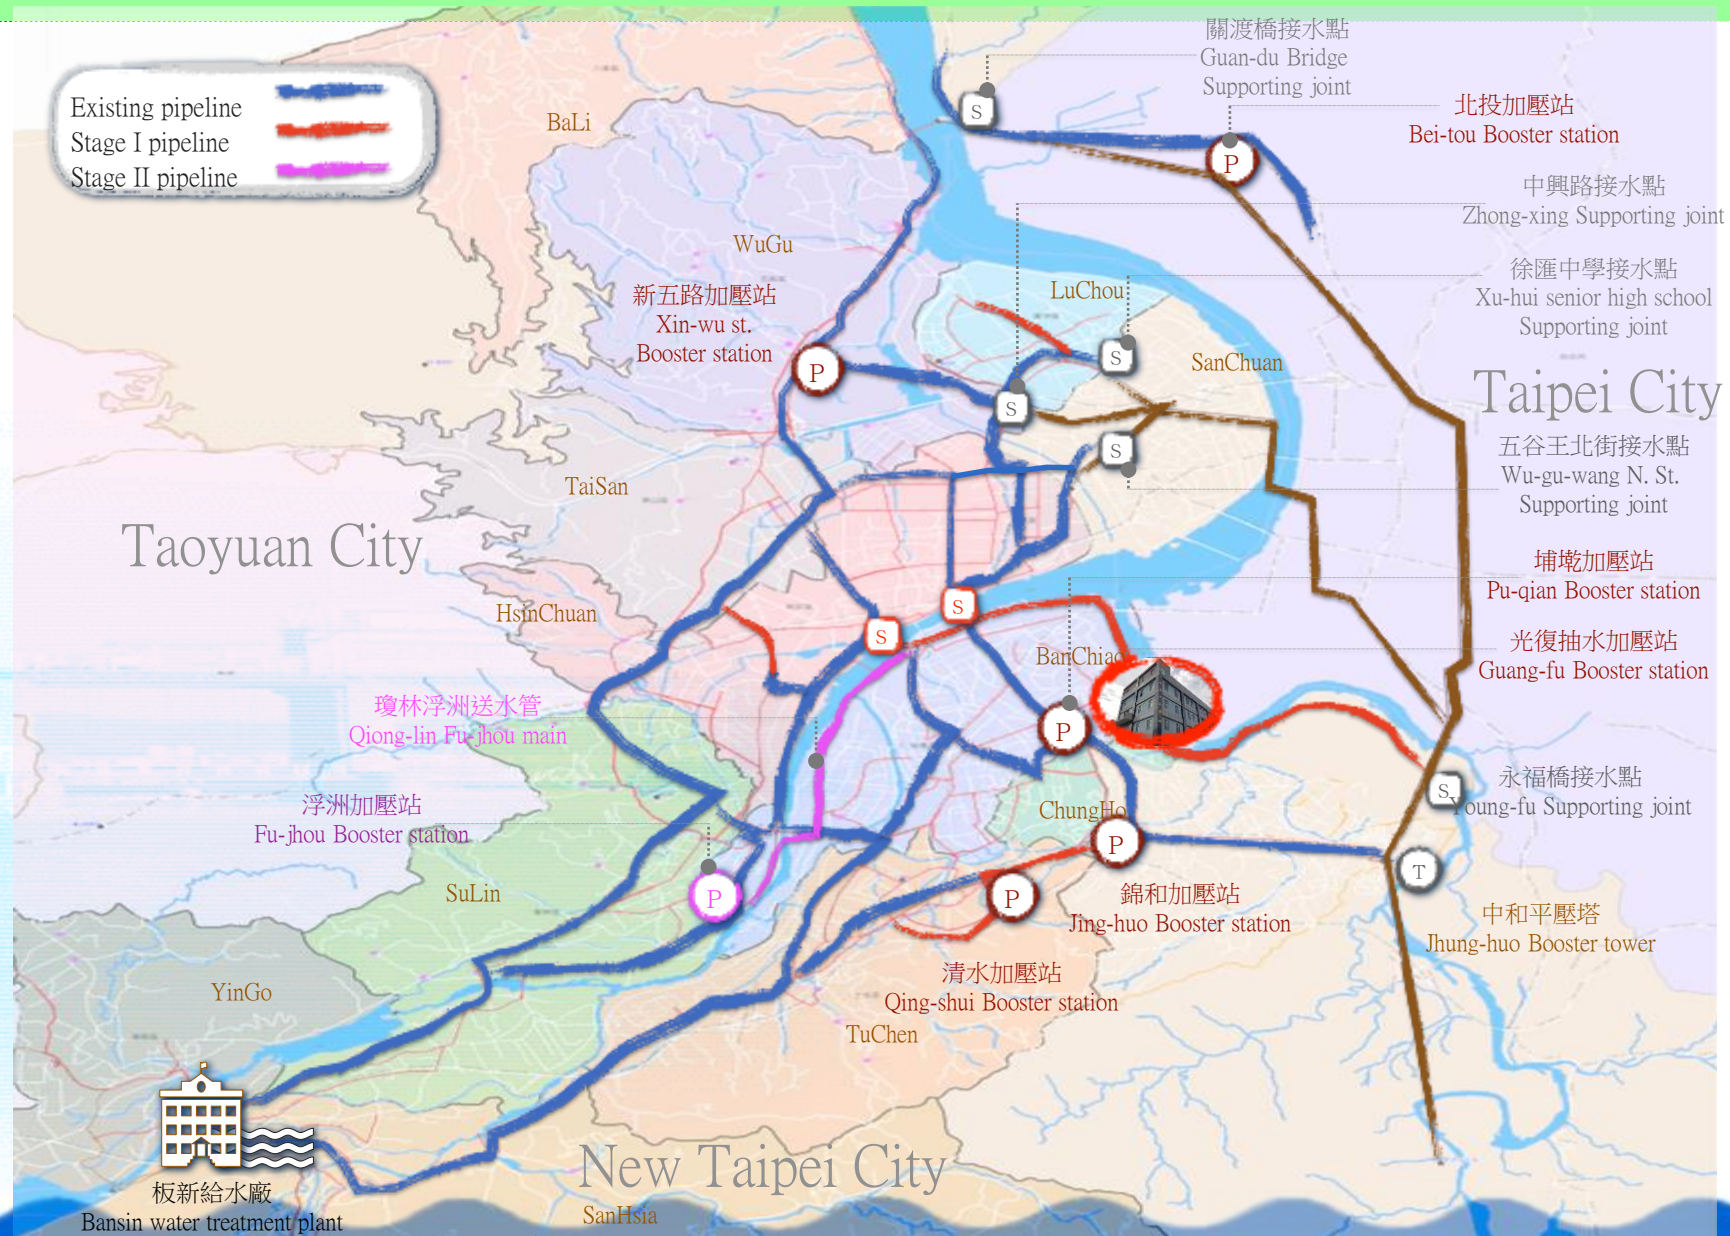 Existing pipeline
Stage I pipeline
Stage II pipeline
關渡橋接水點
Guan-du Bridge
Supporting joint
北投加壓站
Bei-tou Booster station
中興路接水點
Zhong-xing Supporting joint
徐匯中學接水點
Xu-hui senior high school
Supporting joint
BaLi
WuGu
LuChou
SanChuan
新五路加壓站
Xin-wu st.
Booster station
Taipei City
五谷王北街接水點
Wu-gu-wang N. St.
Supporting joint
TaiSan
Taoyuan City
埔墘加壓站
Pu-qian Booster station
光復抽水加壓站
Guang-fu Booster station
HsinChuan
BanChiao
瓊林浮洲送水管
Qiong-lin Fu-jhou main
浮洲加壓站
Fu-jhou Booster station
永福橋接水點
Young-fu Supporting joint
ChungHo
SuLin
錦和加壓站
Jing-huo Booster station
中和平壓塔
Jhung-huo Booster tower
清水加壓站
Qing-shui Booster station
YinGo
TuChen
New Taipei City
SanHsia
板新給水廠
Bansin water treatment plant
S
P
P
S
S
S
S
S
P
S
P
T
P
P